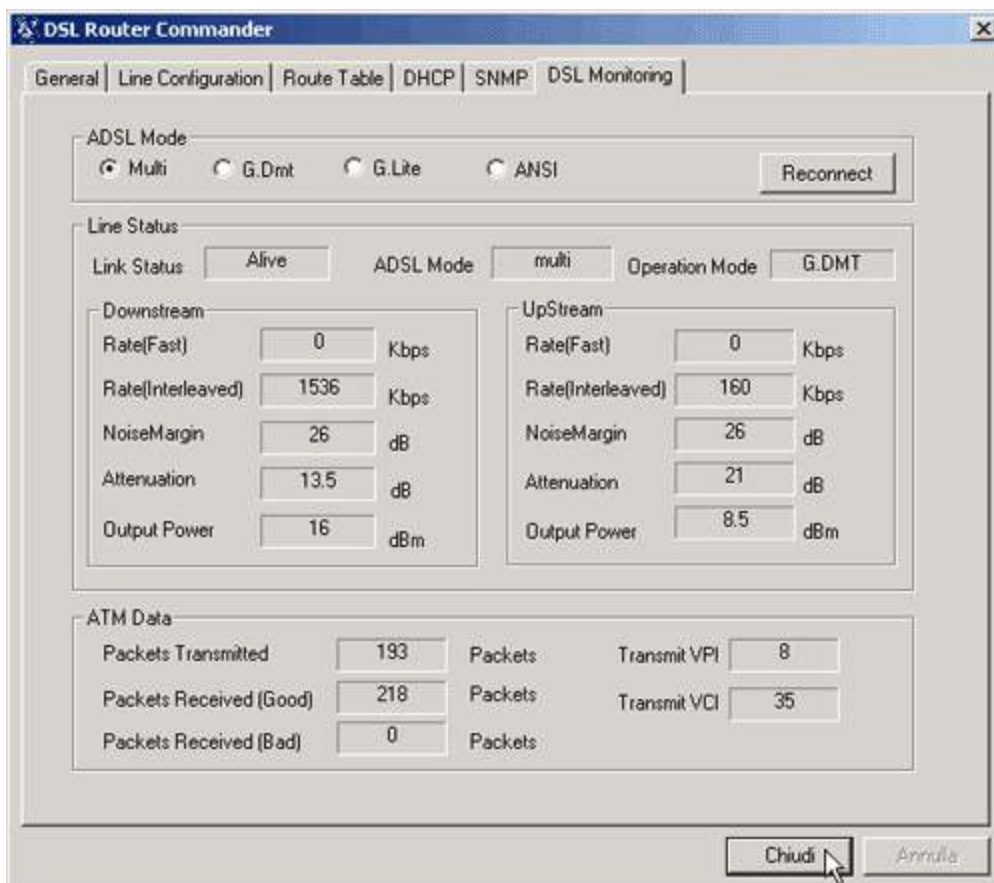 DSL Router Commander
General Line Configuration Route Table DHCP SNMP DSL Monitoring
ADSL Mode
Multi G.Dmt G.Lite ANSI Reconnect
Line Status
Link Status Alive ADSL Mode multi Operation Mode G.DMT
Downstream
Rate(Fast) 0 Kbps
Rate(Interleaved) 1536 Kbps
NoiseMargin 26 dB
Attenuation 13.5 dB
Output Power 16 dBm
UpStream
Rate(Fast) 0 Kbps
Rate(Interleaved) 160 Kbps
NoiseMargin 26 dB
Attenuation 21 dB
Output Power 8.5 dBm
ATM Data
Packets Transmitted 193 Packets Transmit VPI 8
Packets Received (Good) 218 Packets Transmit VCI 35
Packets Received (Bad) 0 Packets
Chiudi Annulla